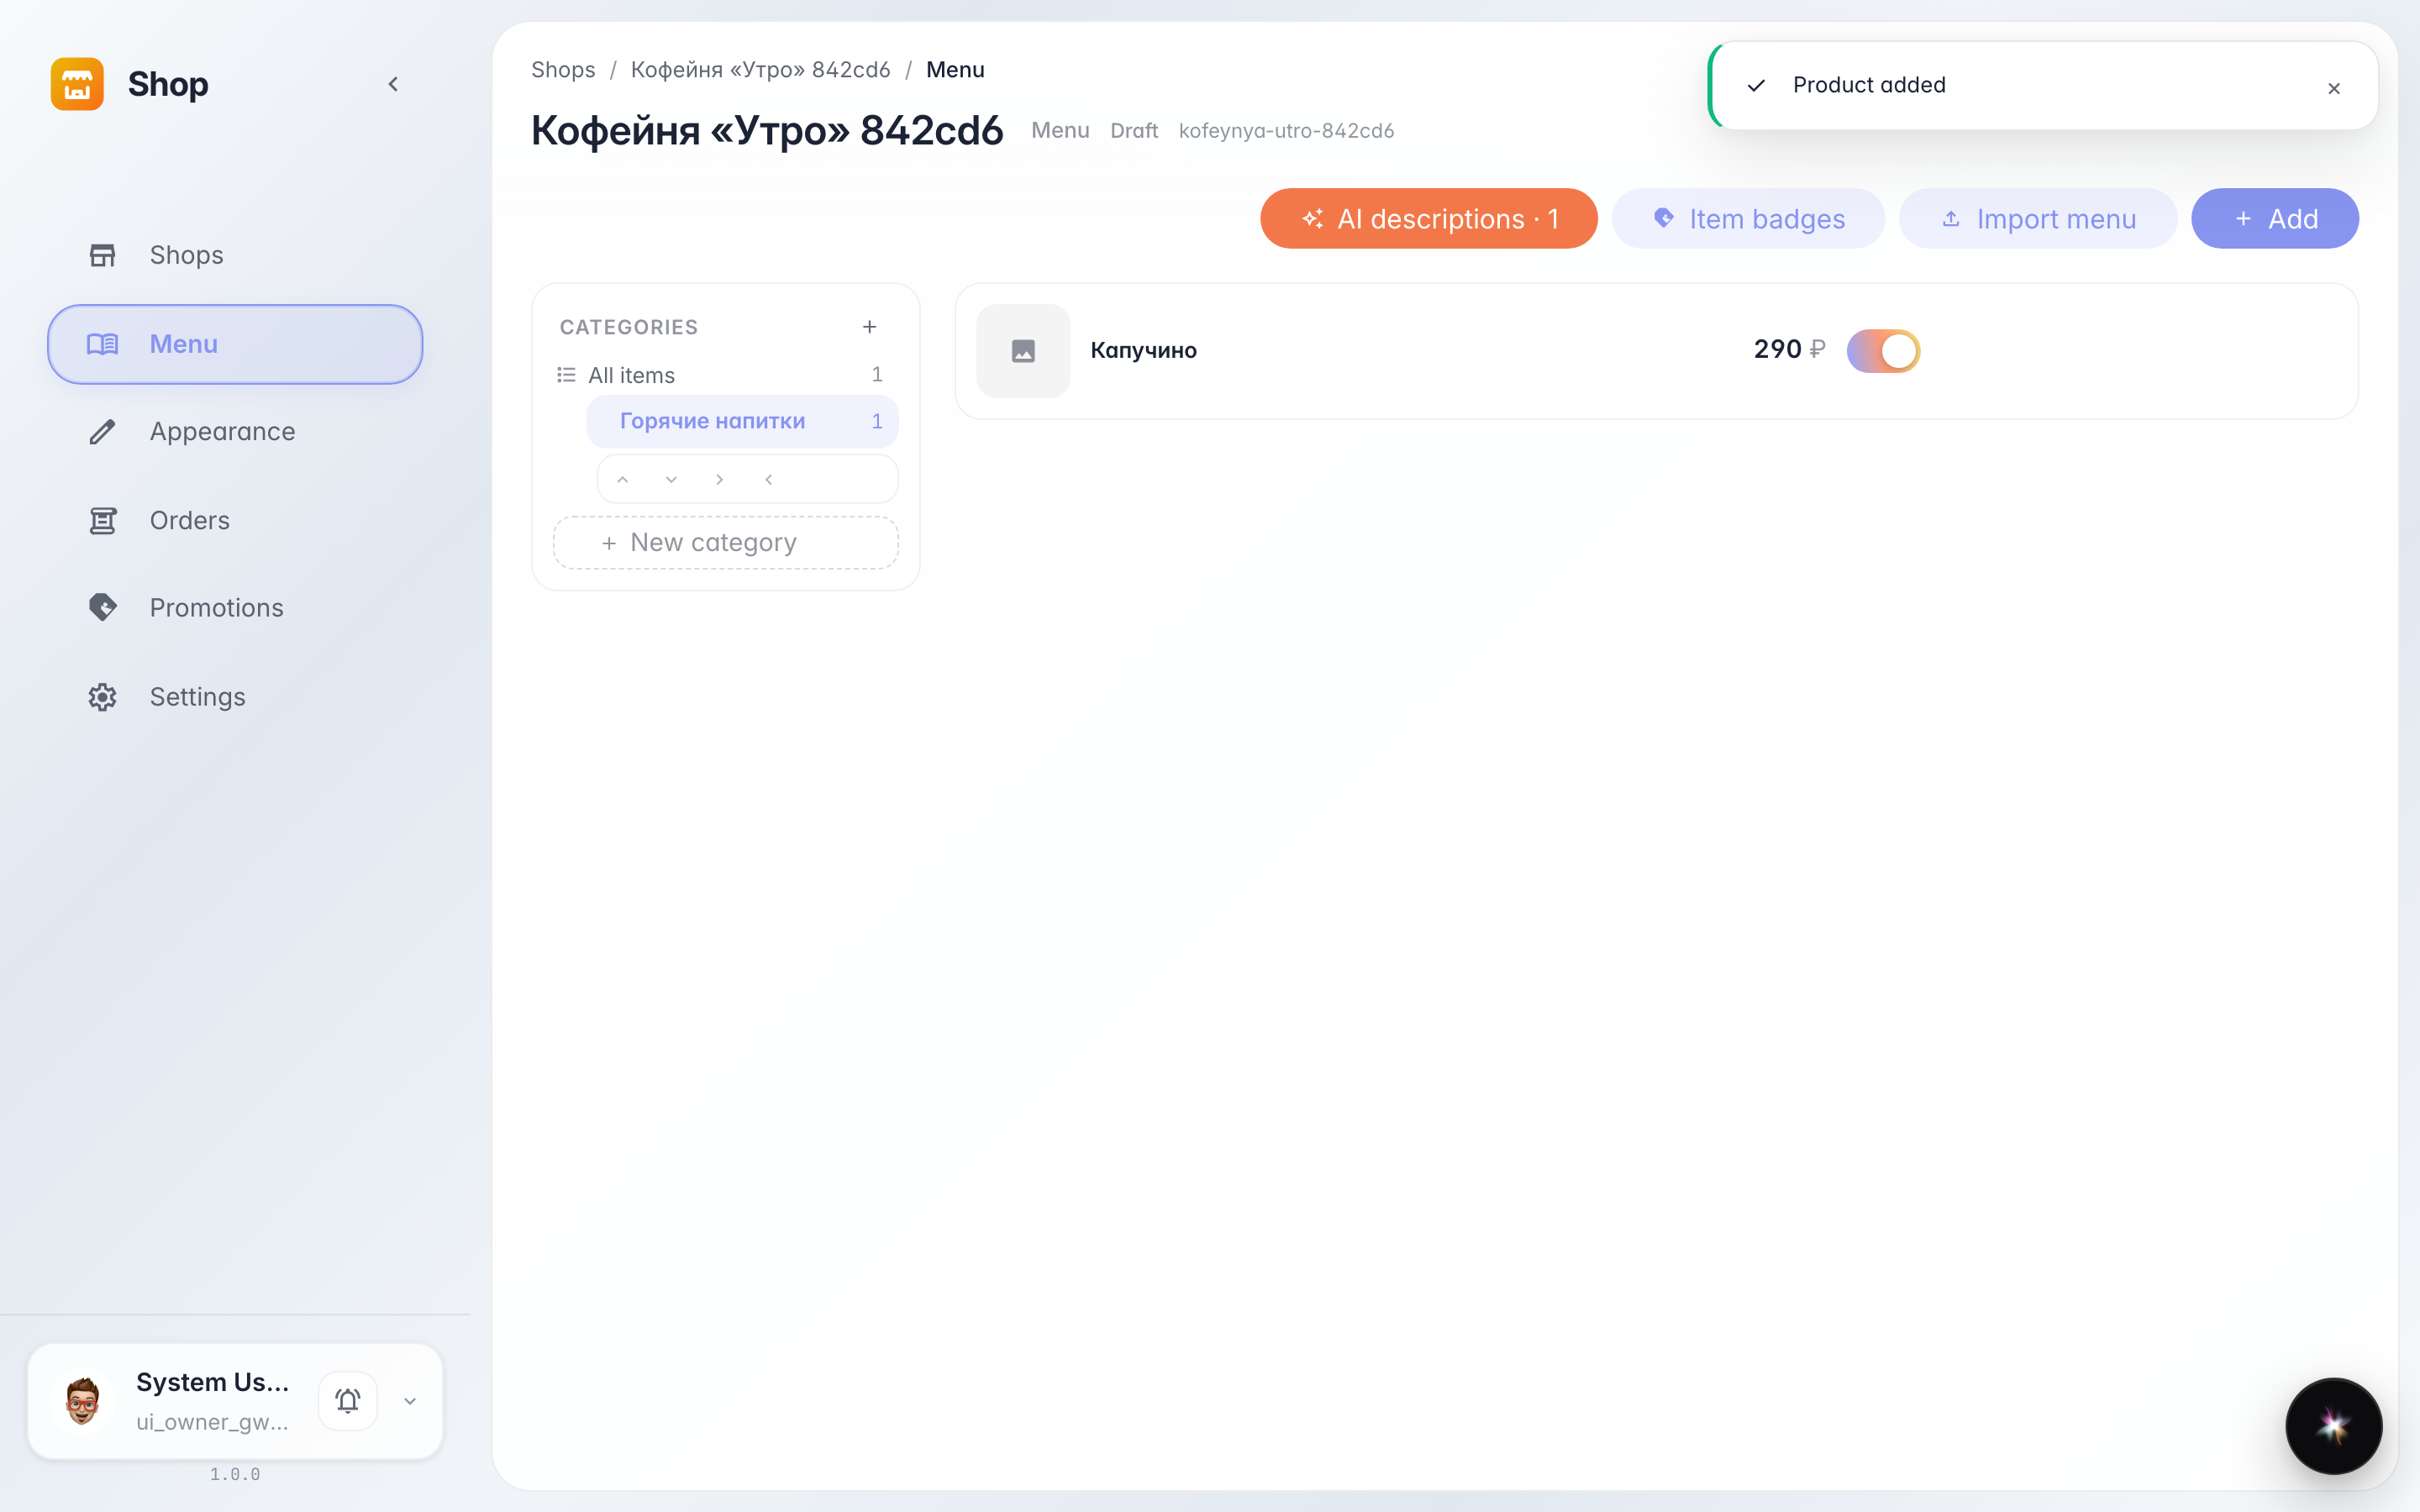 Shop
Shops
Menu
Appearance
Orders
Promotions
Settings
System Us...
ui_owner_gw...
1.0.0
Shops / Кофейня «Утро» 842cd6 / Menu
Кофейня «Утро» 842cd6 Menu Draft kofeynya-utro-842cd6
Product added
AI descriptions · 1
Item badges
Import menu
+ Add
CATEGORIES +
All items 1
Горячие напитки 1
+ New category
Капучино
290 ₽